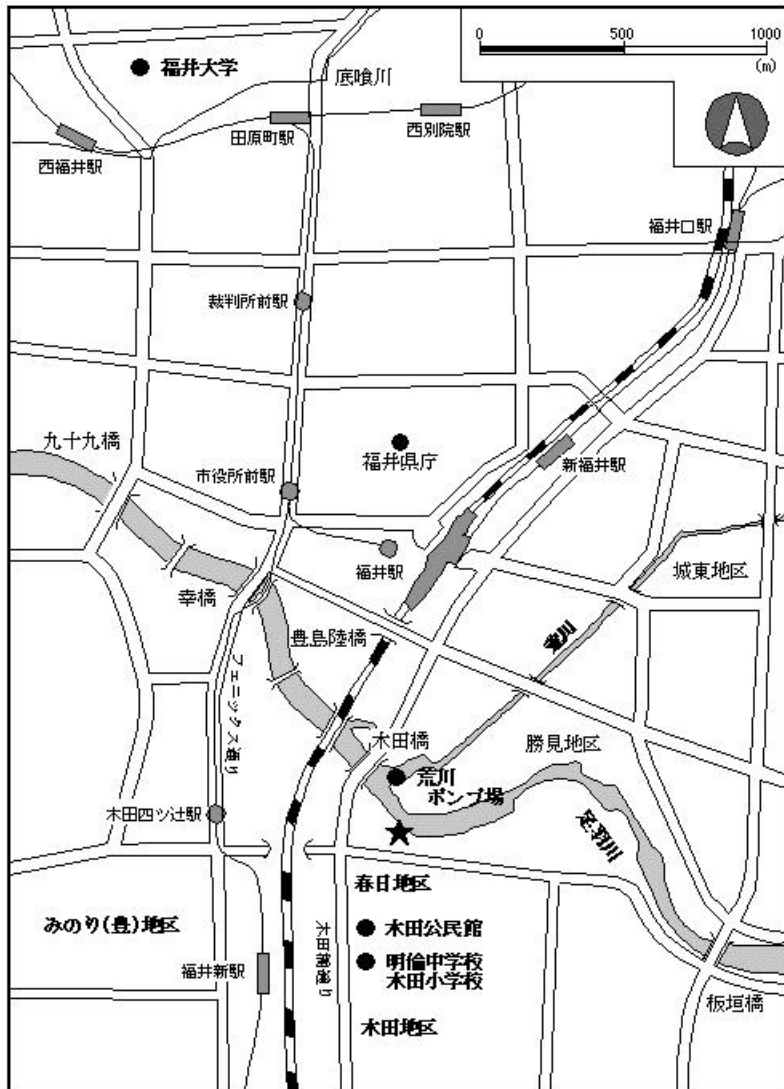 0 500 1000
(m)
福井大学
底喰川
西別院駅
田原町駅
西福井駅
福井口駅
裁判所前駅
九十九橋
福井県庁
新福井駅
市役所前駅
福井駅
城東地区
幸橋
豊島陸橋
荒川
フェニックス通り
木田橋
勝見地区
荒川
ポンプ場
木田四ツ辻駅
足羽川
春日地区
みのり(豊)地区
木田公民館
福井新駅
明倫中学校
木田小学校
板垣橋
木田地区